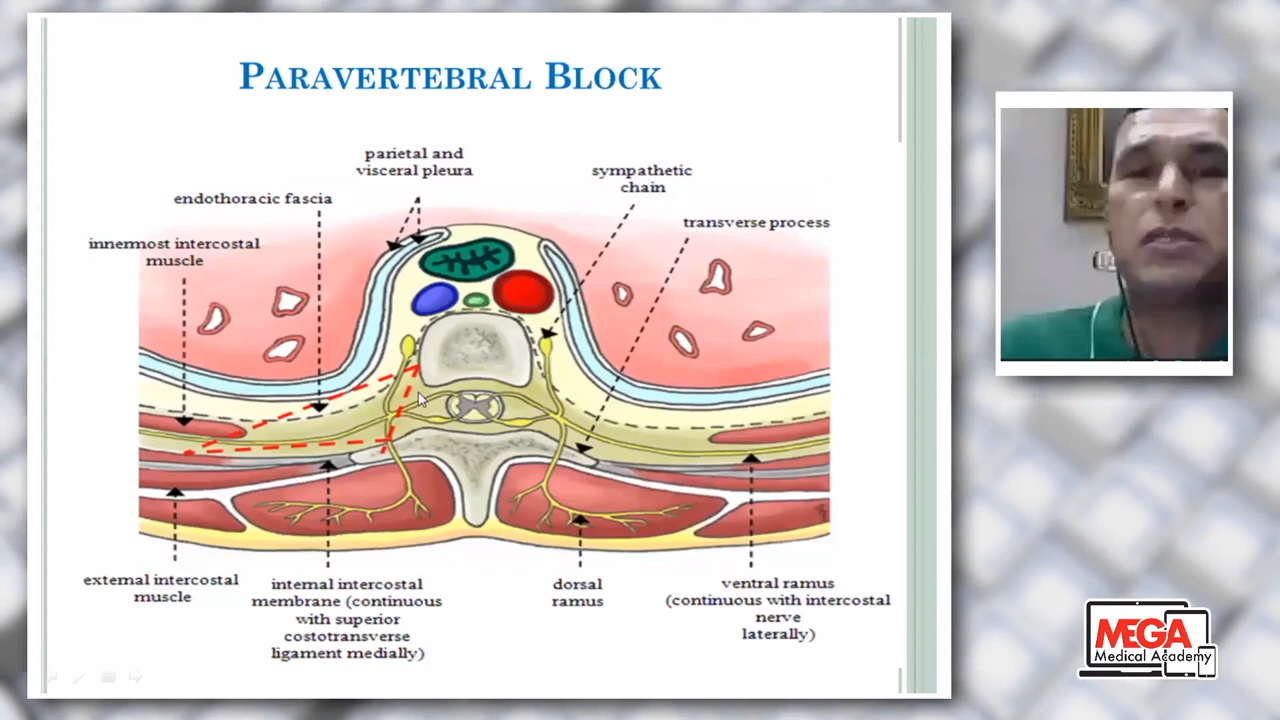 PARAVERTEBRAL BLOCK
parietal and
visceral pleura
sympathetic
chain
endothoracic fascia
transverse process
innermost intercostal
muscle
external intercostal
muscle
internal intercostal
membrane (continuous
with superior
costotransverse
ligament medially)
dorsal
ramus
ventral ramus
(continuous with intercostal
nerve
laterally)
MEGA
Medical Academy